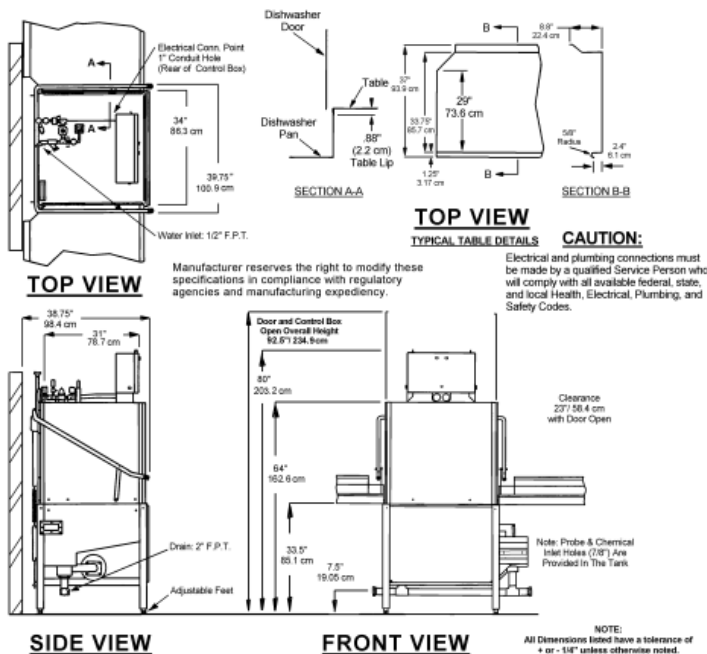 Electrical Conn. Point
1" Conduit Hole
(Rear of Control Box)
A
A
34"
86.3 cm
39.75"
100.9 cm
Water Inlet: 1/2" F.P.T.
TOP VIEW
Dishwasher
Door
Table
Dishwasher
Pan
.88"
(2.2 cm)
Table Lip
SECTION A-A
B
37"
93.9 cm
33.75"
85.7 cm
29"
73.6 cm
1.25"
3.17 cm
B
8.8"
22.4 cm
5/8"
Radius
2.4"
6.1 cm
SECTION B-B
TOP VIEW
TYPICAL TABLE DETAILS
CAUTION:
Electrical and plumbing connections must
be made by a qualified Service Person who
will comply with all available federal, state,
and local Health, Electrical, Plumbing, and
Safety Codes.
Manufacturer reserves the right to modify these
specifications in compliance with regulatory
agencies and manufacturing expediency.
38.75"
98.4 cm
31"
78.7 cm
Drain: 2" F.P.T.
Adjustable Feet
SIDE VIEW
Door and Control Box
Open Overall Height
92.5"/ 234.9cm
80"
203.2 cm
64"
162.6 cm
33.5"
85.1 cm
7.5"
19.05 cm
Clearance
23"/ 58.4 cm
with Door Open
Note: Probe & Chemical
Inlet Holes (7/8") Are
Provided In The Tank
FRONT VIEW
NOTE:
All Dimensions listed have a tolerance of
+ or - 1/4" unless otherwise noted.